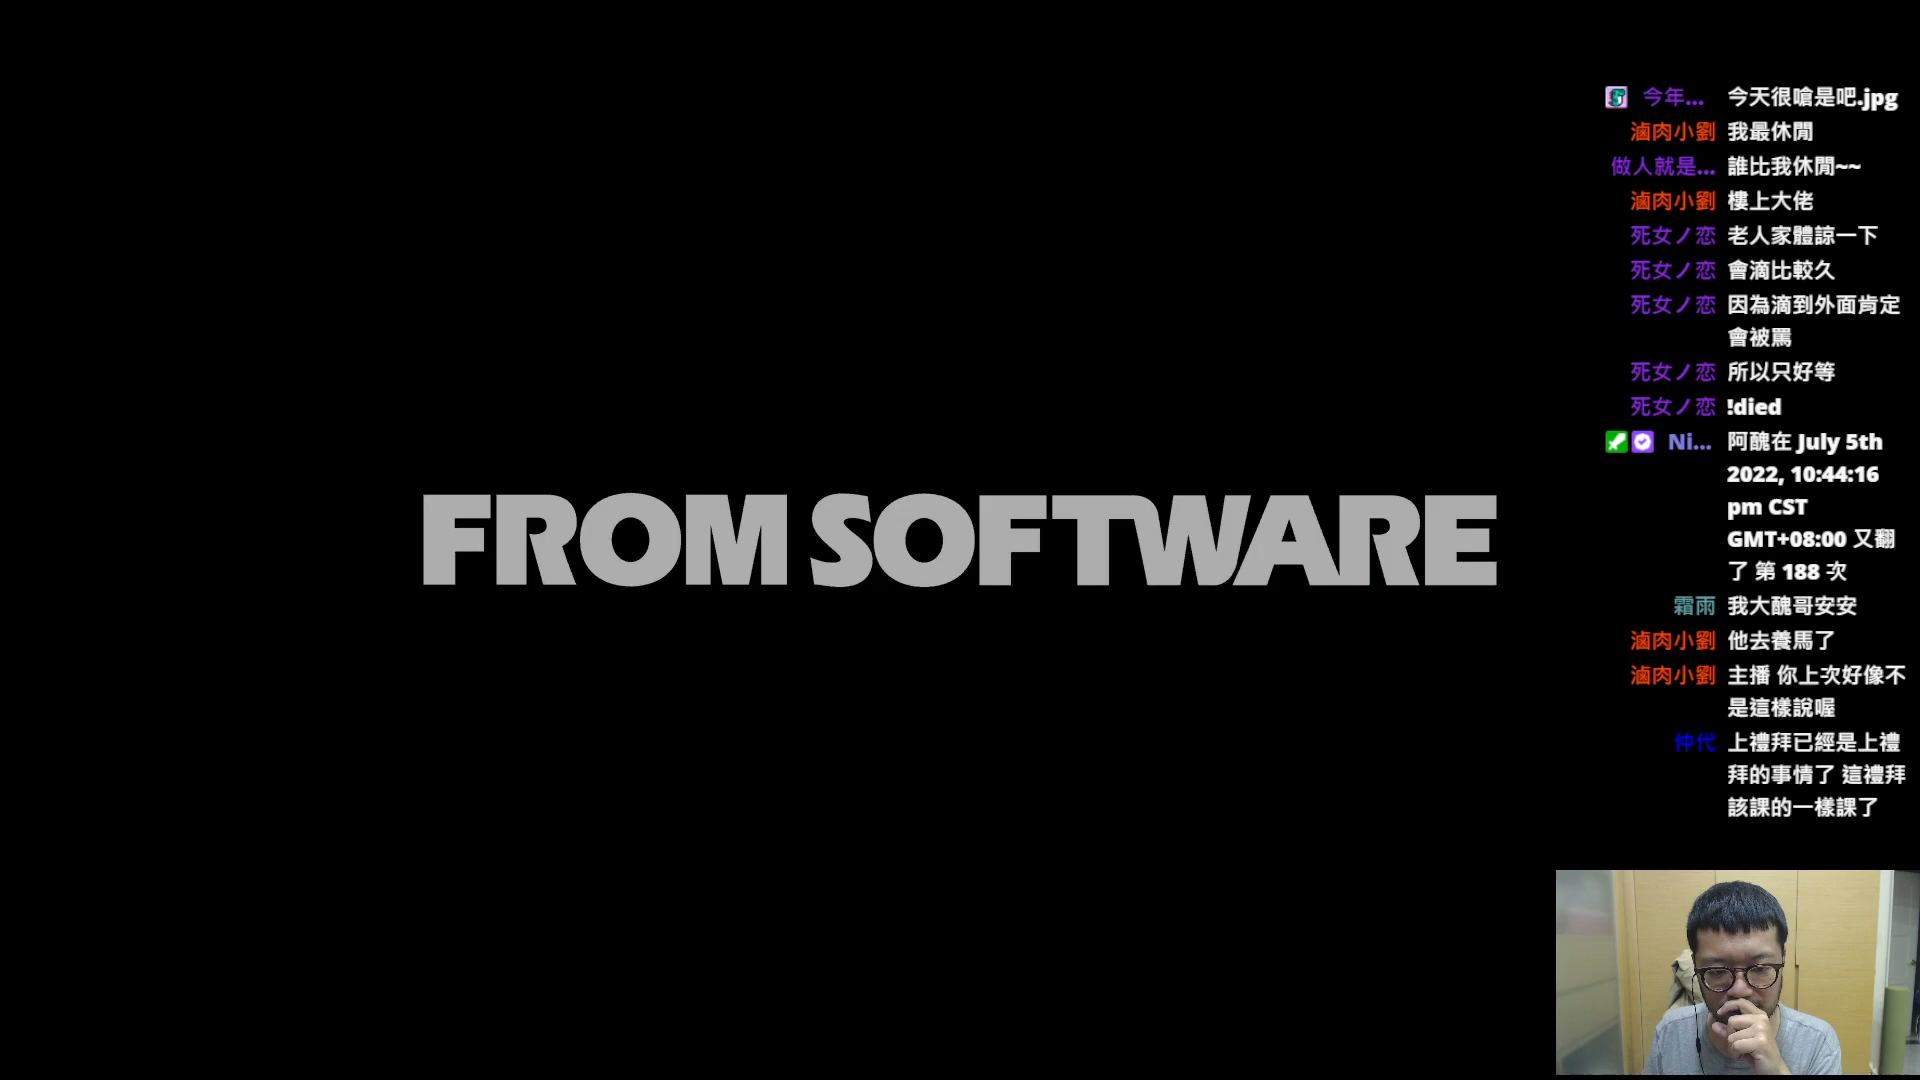 FROMSOFTWARE
今年... 今天很嗆是吧.jpg
滷肉小劉 我最休閒
做人就是... 誰比我休閒~~
滷肉小劉 樓上大佬
死女ノ恋 老人家體諒一下
死女ノ恋 會滴比較久
死女ノ恋 因為滴到外面肯定
會被罵
死女ノ恋 所以只好等
死女ノ恋 !died
Ni... 阿醜在 July 5th
2022, 10:44:16
pm CST
GMT+08:00 又翻
了 第 188 次
霜雨 我大醜哥安安
滷肉小劉 他去養馬了
滷肉小劉 主播 你上次好像不
是這樣說喔
仲代 上禮拜已經是上禮
拜的事情了 這禮拜
該課的一樣課了